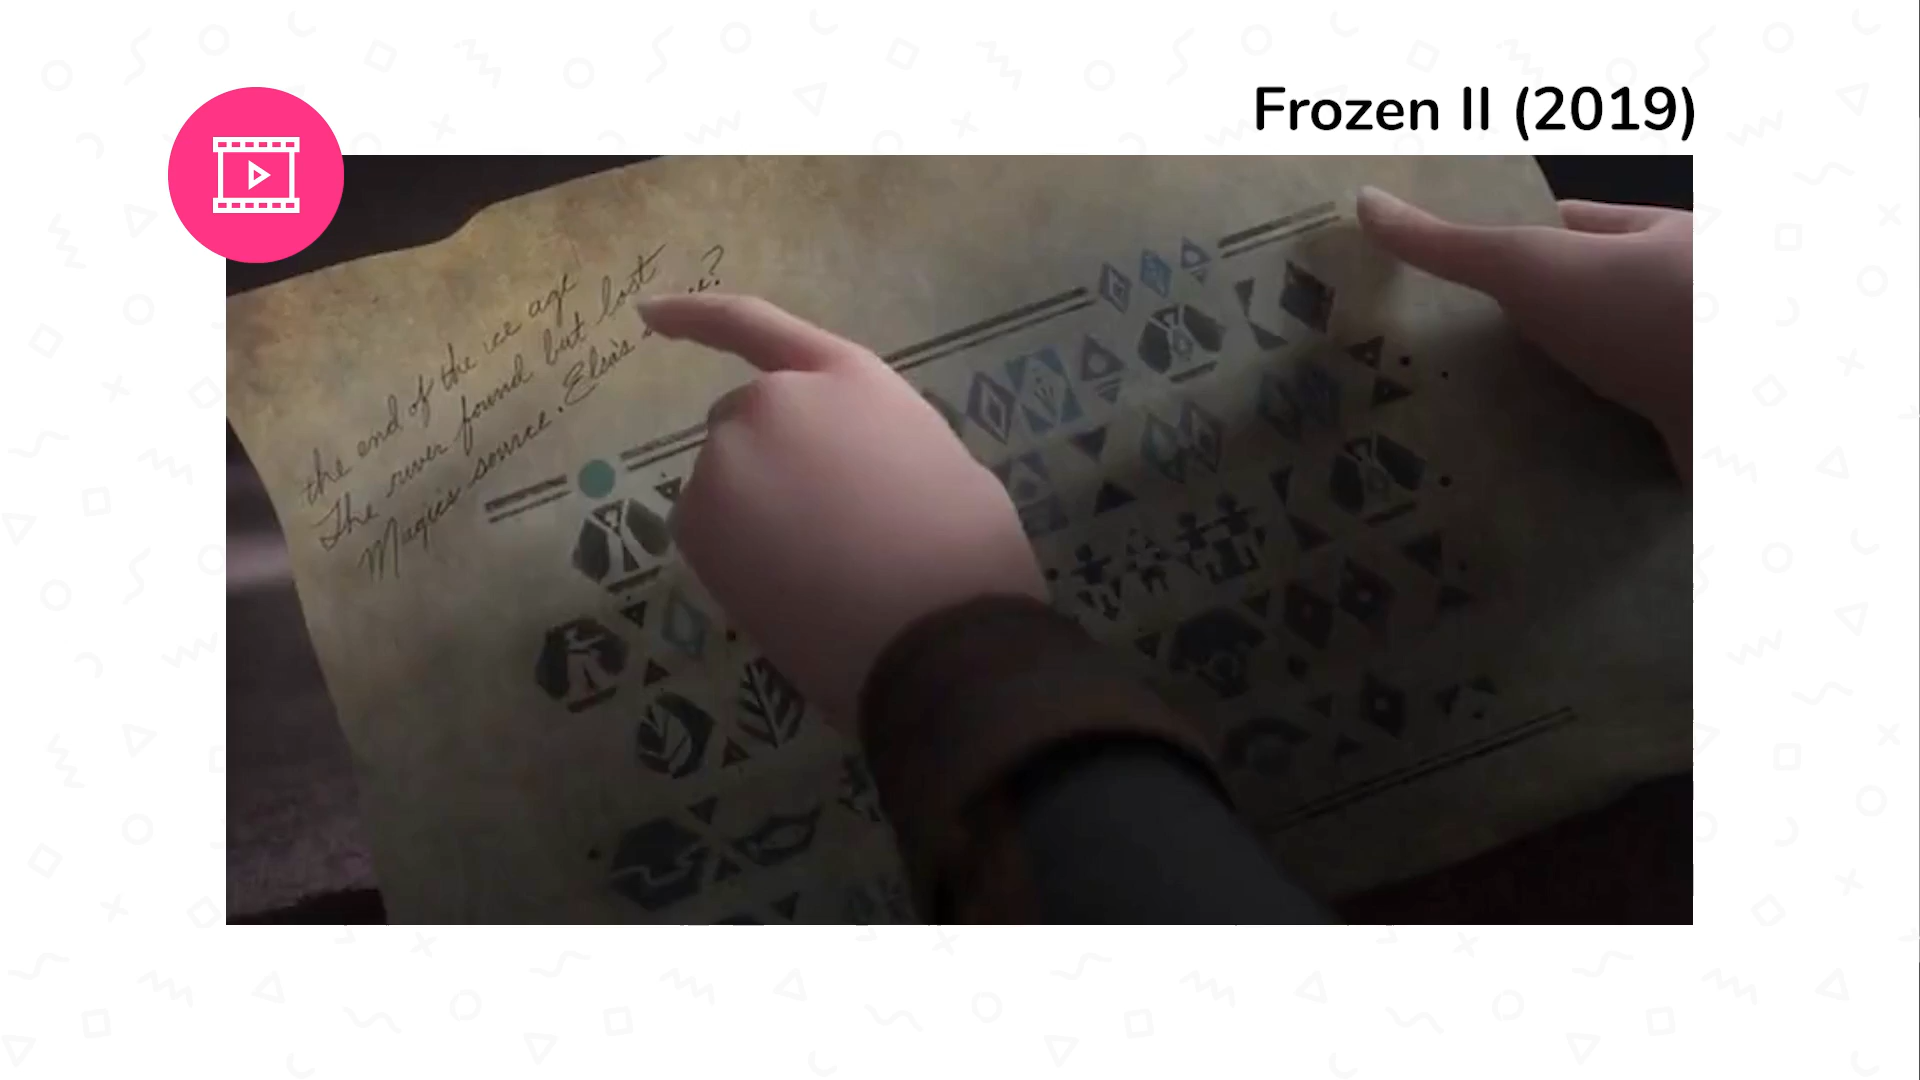 Frozen II (2019)
the end of the ice age
The river found but lost
Magic's source. Elsa's